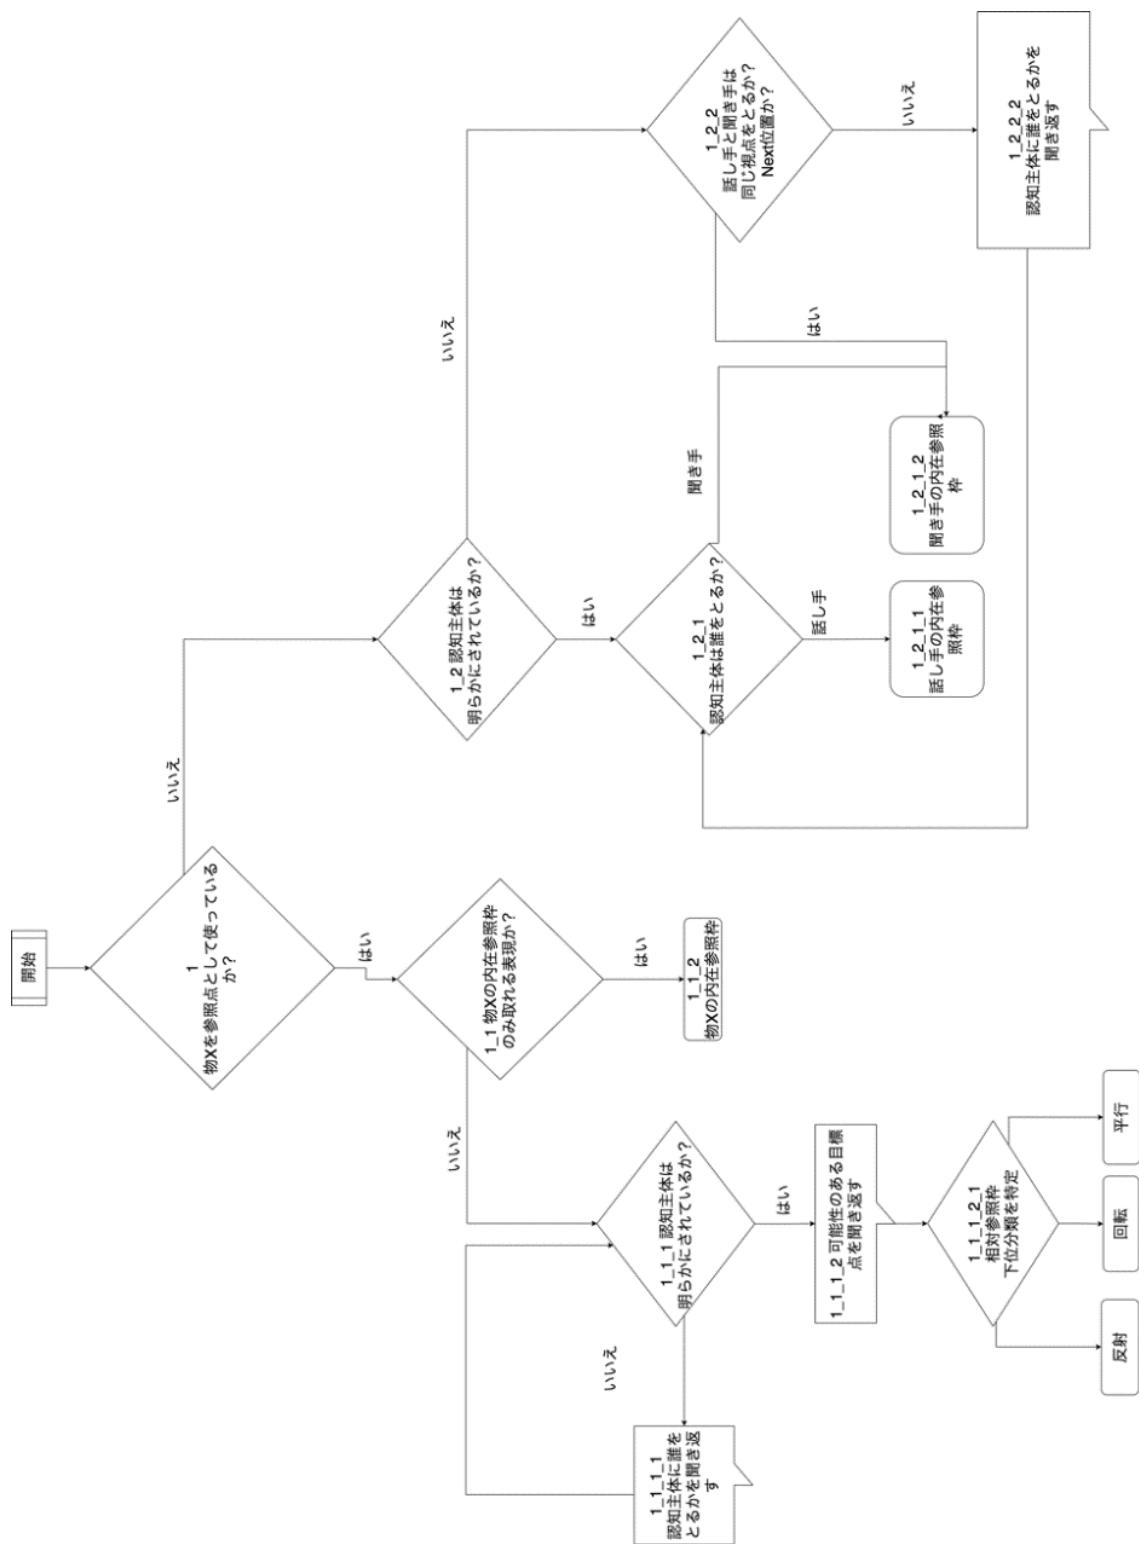 開始
1
物Xを参照点として使っている
か？
いいえ
はい
1_1 物Xの内在参照枠
のみ取れる表現か？
いいえ
はい
1_1_2
物Xの内在参照枠
1_1_1 認知主体は
明らかにされているか？
いいえ
はい
1_1_1_1
認知主体に誰を
とるかを聞き返
す
1_1_1_2 可能性のある目標
点を聞き返す
1_1_1_2_1
相対参照枠
下位分類を特定
反射
回転
平行
1_2 認知主体は
明らかにされているか？
いいえ
はい
1_2_1
認知主体は誰をとるか？
話し手
聞き手
1_2_1_1
話し手の内在参
照枠
1_2_1_2
聞き手の内在参照
枠
1_2_2
話し手と聞き手は
同じ視点をとるか？
Next位置か？
はい
いいえ
1_2_2_2
認知主体に誰をとるかを
聞き返す